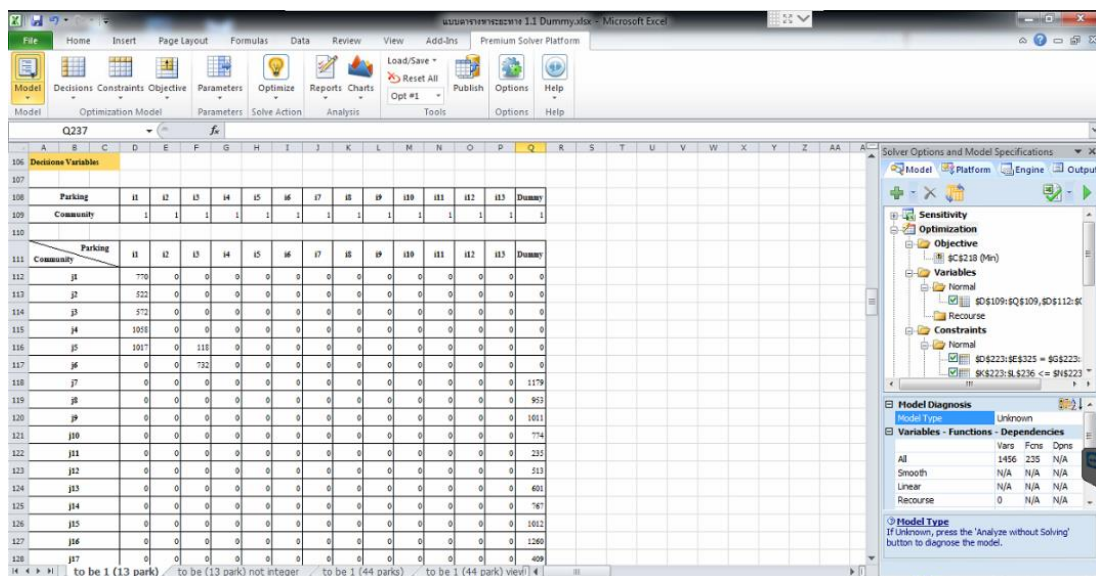 แบบตารางหาระยะทาง 1.1 Dummy.xlsx - Microsoft Excel
File Home Insert Page Layout Formulas Data Review View Add-Ins Premium Solver Platform
Model Decisions Constraints Objective Parameters Optimize Reports Charts Load/Save Reset All Opt #1 Publish Options Help
Model Optimization Model Parameters Solve Action Analysis Tools Options Help
Q237 fx
A B C D E F G H I J K L M N O P Q R S T U V W X Y Z AA
106 Decisions Variables
107
108 Parking i1 i2 i3 i4 i5 i6 i7 i8 i9 i10 i11 i12 i13 Dummy
109 Community 1 1 1 1 1 1 1 1 1 1 1 1 1 1
110
111 Community Parking i1 i2 i3 i4 i5 i6 i7 i8 i9 i10 i11 i12 i13 Dummy
112 j1 770 0 0 0 0 0 0 0 0 0 0 0 0 0
113 j2 522 0 0 0 0 0 0 0 0 0 0 0 0 0
114 j3 572 0 0 0 0 0 0 0 0 0 0 0 0 0
115 j4 1058 0 0 0 0 0 0 0 0 0 0 0 0 0
116 j5 1017 0 118 0 0 0 0 0 0 0 0 0 0 0
117 j6 0 0 732 0 0 0 0 0 0 0 0 0 0 0
118 j7 0 0 0 0 0 0 0 0 0 0 0 0 0 1179
119 j8 0 0 0 0 0 0 0 0 0 0 0 0 0 953
120 j9 0 0 0 0 0 0 0 0 0 0 0 0 0 1011
121 j10 0 0 0 0 0 0 0 0 0 0 0 0 0 774
122 j11 0 0 0 0 0 0 0 0 0 0 0 0 0 235
123 j12 0 0 0 0 0 0 0 0 0 0 0 0 0 513
124 j13 0 0 0 0 0 0 0 0 0 0 0 0 0 601
125 j14 0 0 0 0 0 0 0 0 0 0 0 0 0 767
126 j15 0 0 0 0 0 0 0 0 0 0 0 0 0 1012
127 j16 0 0 0 0 0 0 0 0 0 0 0 0 0 1260
128 j17 0 0 0 0 0 0 0 0 0 0 0 0 0 409
to be 1 (13 park) to be (13 park) not integer to be 1 (44 parks) to be 1 (44 park) view
Solver Options and Model Specifications
Model Platform Engine Output
Sensitivity
Optimization
Objective
$C$218 (Min)
Variables
Normal
$D$109:$Q$109,$D$112:$
Recourse
Constraints
Normal
$D$223:$E$325 = $G$223:
$K$223:$L$236 <= $N$223
Model Diagnosis
Model Type Unknown
Variables - Functions - Dependencies
Vars Fcns Dpns
All 1456 235 N/A
Smooth N/A N/A N/A
Linear N/A N/A N/A
Recourse 0 N/A N/A
Model Type
If Unknown, press the 'Analyze without Solving'
button to diagnose the model.